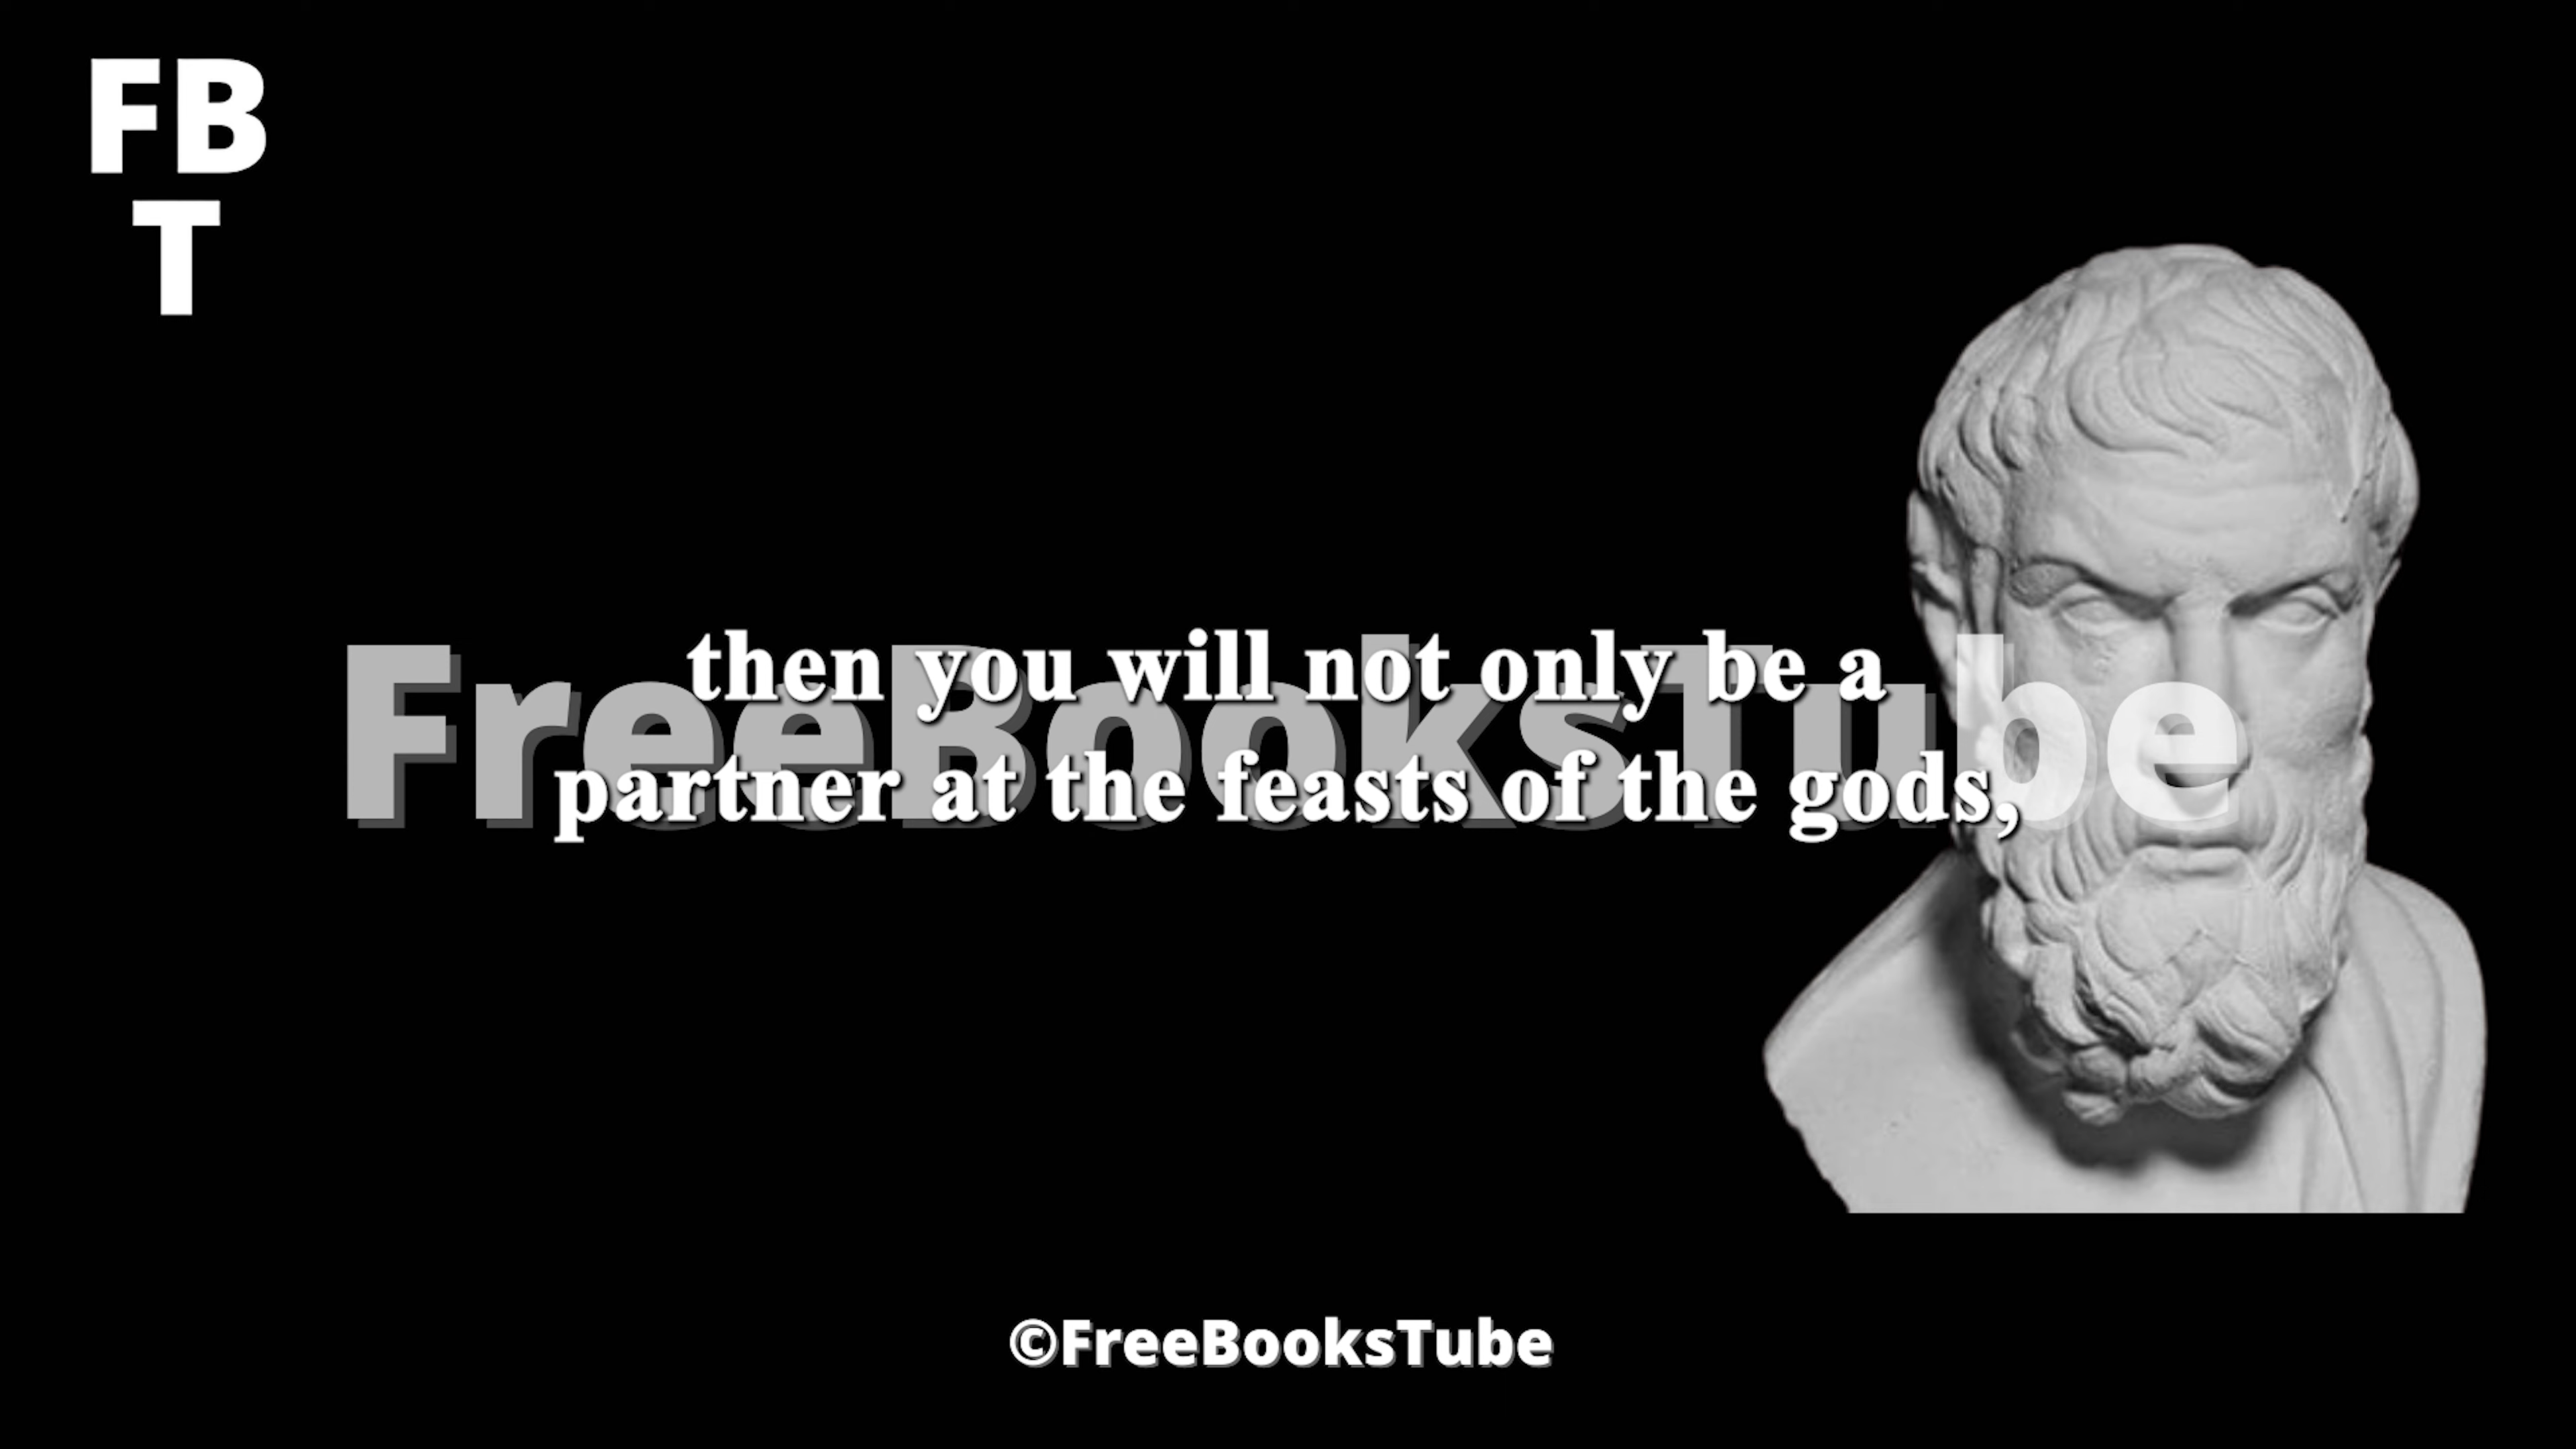 FB
T
then you will not only be a
FreeBooksTube
partner at the feasts of the gods,
©FreeBooksTube